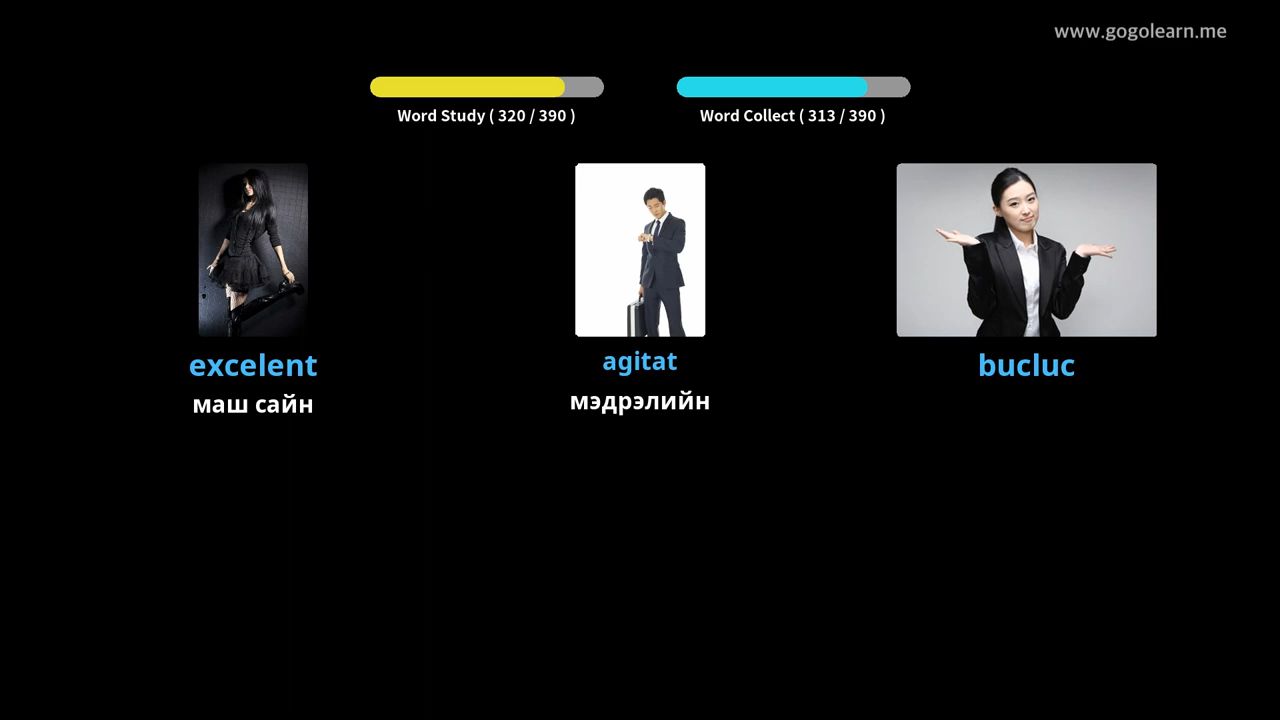 www.gogolearn.me
Word Study ( 320 / 390 )
Word Collect ( 313 / 390 )
excelent
маш сайн
agitat
мэдрэлийн
bucluc